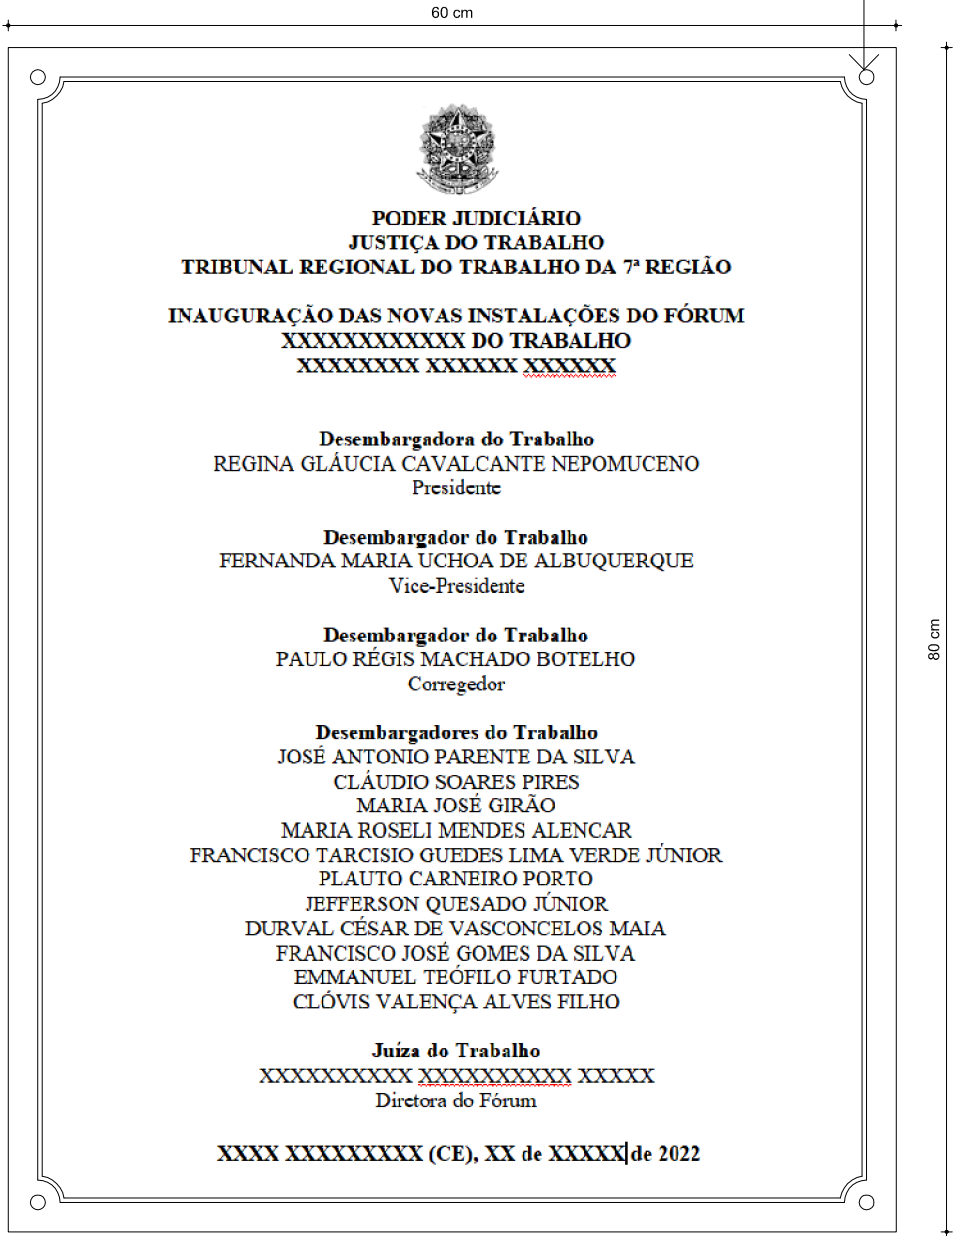 60 cm
PODER JUDICIÁRIO
JUSTIÇA DO TRABALHO
TRIBUNAL REGIONAL DO TRABALHO DA 7ª REGIÃO
INAUGURAÇÃO DAS NOVAS INSTALAÇÕES DO FÓRUM
XXXXXXXXXXXX DO TRABALHO
XXXXXXXX XXXXXX XXXXXX
Desembargadora do Trabalho
REGINA GLÁUCIA CAVALCANTE NEPOMUCENO
Presidente
Desembargador do Trabalho
FERNANDA MARIA UCHOA DE ALBUQUERQUE
Vice-Presidente
Desembargador do Trabalho
PAULO RÉGIS MACHADO BOTELHO
Corregedor
80 cm
Desembargadores do Trabalho
JOSÉ ANTONIO PARENTE DA SILVA
CLÁUDIO SOARES PIRES
MARIA JOSÉ GIRÃO
MARIA ROSELI MENDES ALENCAR
FRANCISCO TARCISIO GUEDES LIMA VERDE JÚNIOR
PLAUTO CARNEIRO PORTO
JEFFERSON QUESADO JÚNIOR
DURVAL CÉSAR DE VASCONCELOS MAIA
FRANCISCO JOSÉ GOMES DA SILVA
EMMANUEL TEÓFILO FURTADO
CLÓVIS VALENÇA ALVES FILHO
Juíza do Trabalho
XXXXXXXXXX XXXXXXXXXX XXXXX
Diretora do Fórum
XXXX XXXXXXXXX (CE), XX de XXXXX de 2022